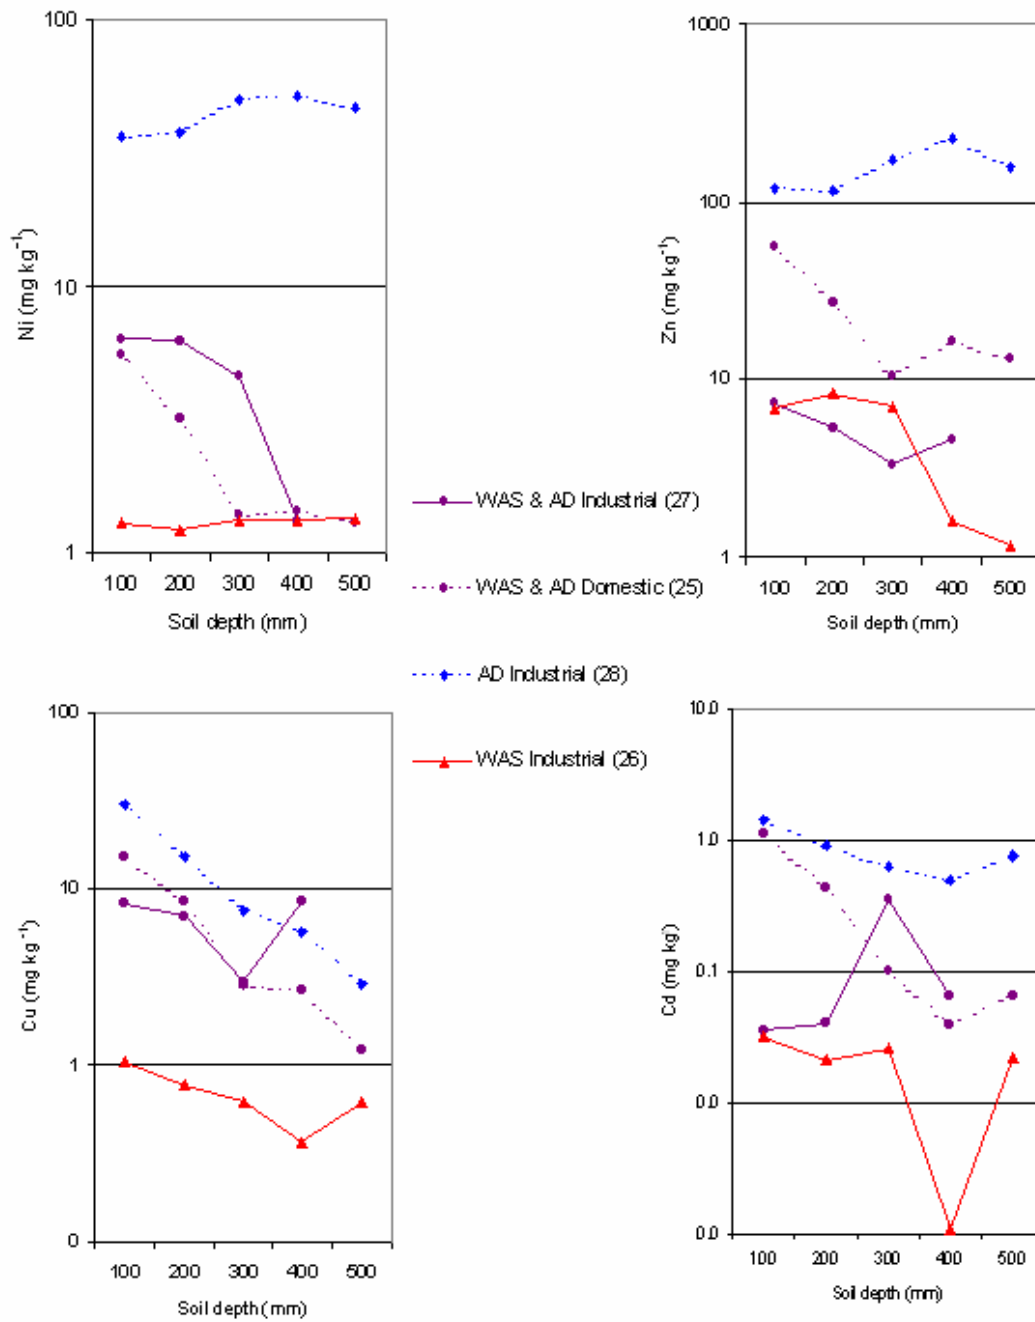 100
10
1
Ni (mg kg⁻¹)
100 200 300 400 500
Soil depth (mm)
1000
100
10
1
Zn (mg kg⁻¹)
100 200 300 400 500
Soil depth (mm)
WAS & AD Industrial (27)
WAS & AD Domestic (25)
AD Industrial (28)
WAS Industrial (26)
100
10
1
0
Cu (mg kg⁻¹)
100 200 300 400 500
Soil depth (mm)
10.0
1.0
0.1
0.0
0.0
Cd (mg kg)
100 200 300 400 500
Soil depth (mm)